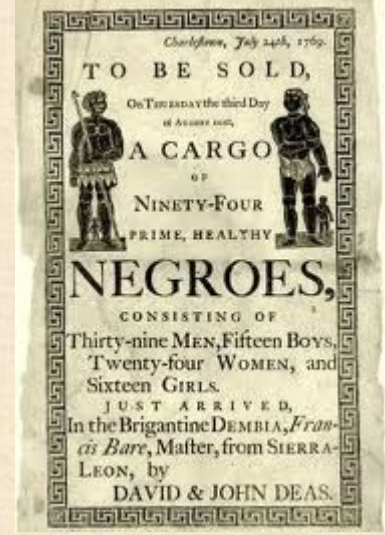 Charlestown, July 24th, 1769.
TO BE SOLD,
On THURSDAY the third Day
of AUGUST next,
A CARGO
OF
NINETY-FOUR
PRIME, HEALTHY
NEGROES,
CONSISTING OF
Thirty-nine MEN, Fifteen BOYS,
Twenty-four WOMEN, and
Sixteen GIRLS.
JUST ARRIVED,
In the Brigantine DEMBIA, Fran-
cis Bare, Master, from SIERRA-
LEON, by
DAVID & JOHN DEAS.